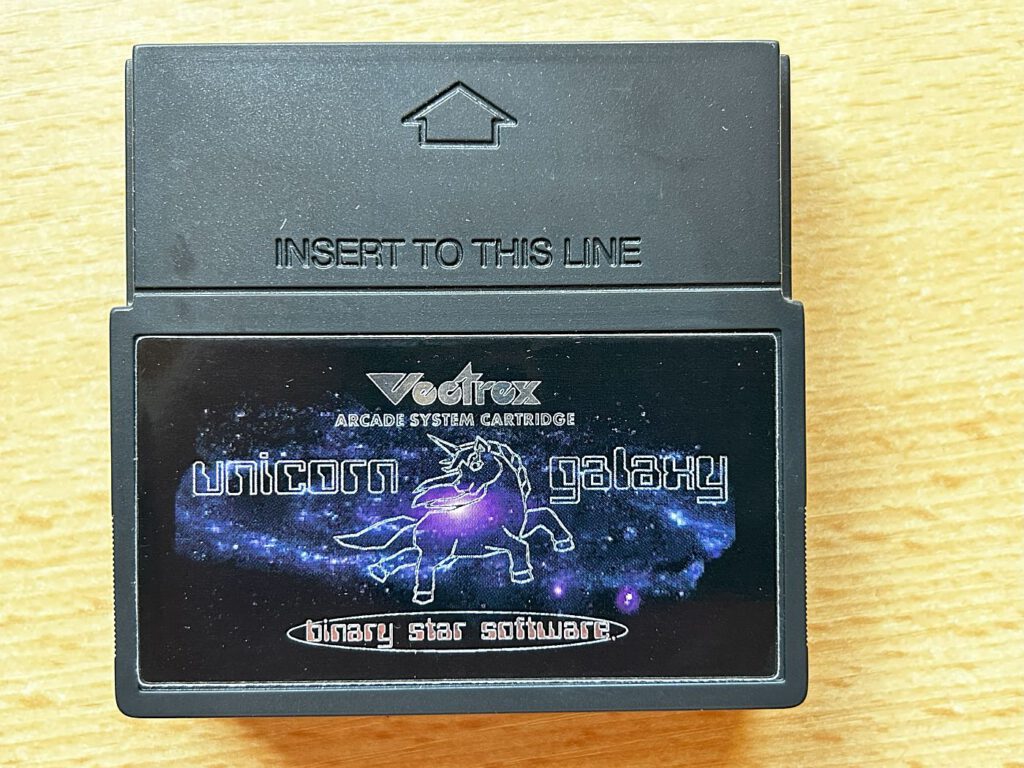 INSERT TO THIS LINE
Vectrex
ARCADE SYSTEM CARTRIDGE
unicorn galaxy
binary star software